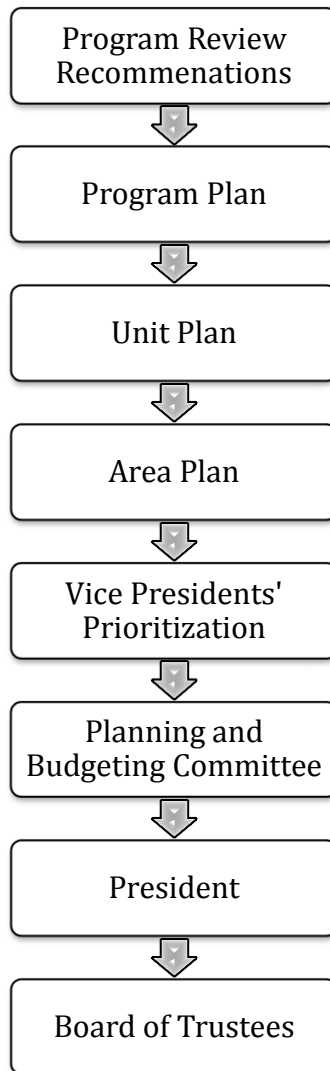 Program Review
Recommenations
Program Plan
Unit Plan
Area Plan
Vice Presidents'
Prioritization
Planning and
Budgeting Committee
President
Board of Trustees